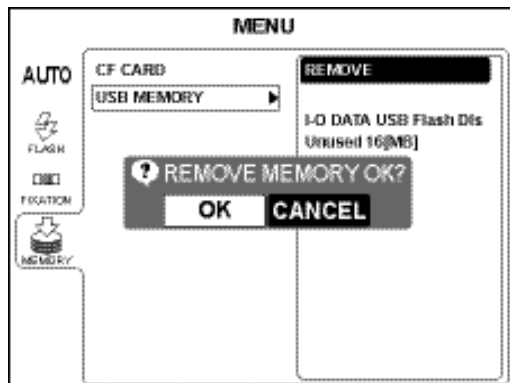 MENU
AUTO
FLASH
FIXATION
MEMORY
CF CARD
USB MEMORY
REMOVE
I-O DATA USB Flash Dis
Unused 16[MB]
REMOVE MEMORY OK?
OK
CANCEL